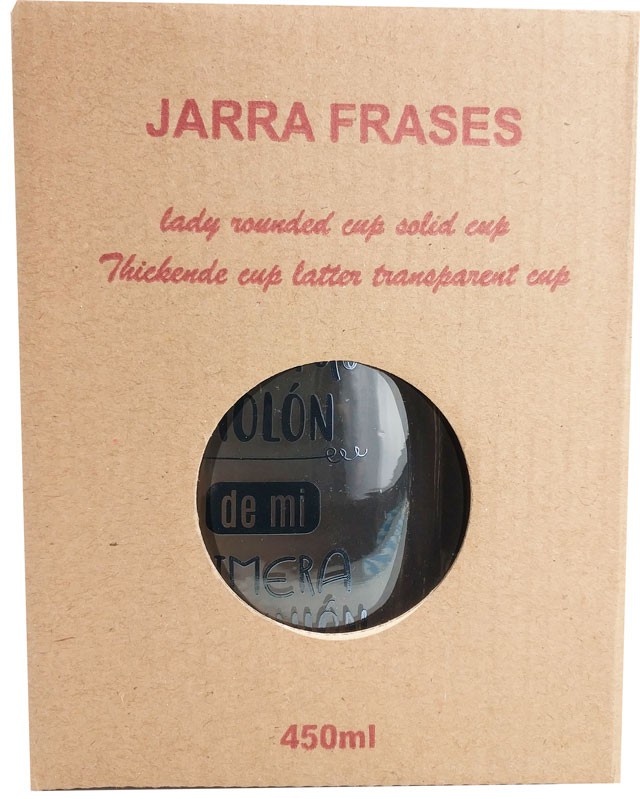 JARRA FRASES
lady rounded cup solid cup
Thickende cup latter transparent cup
OLÓN
de mi
IMERA
450ml